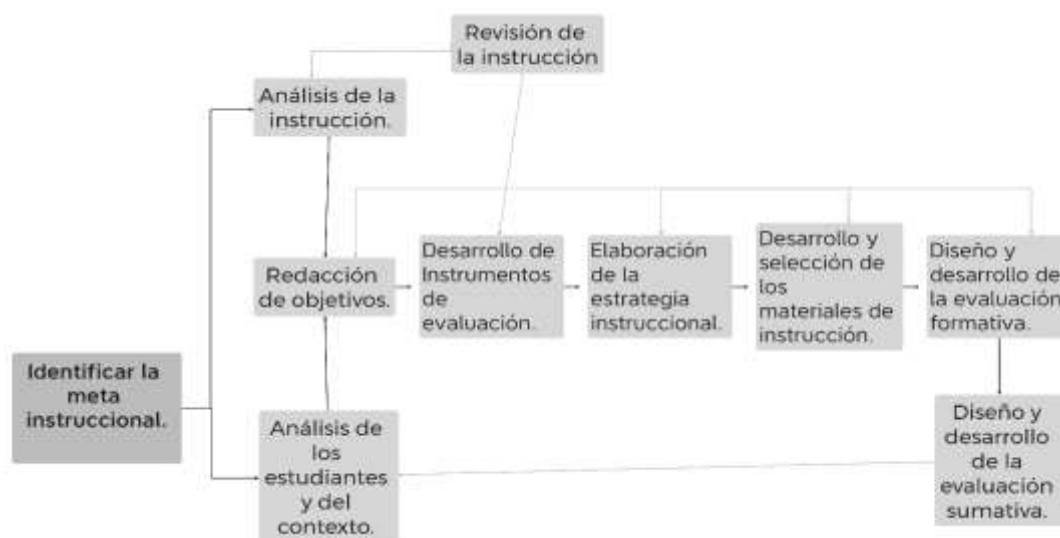 Revisión de
la instrucción
Análisis de la
instrucción.
Redacción
de objetivos.
Desarrollo de
Instrumentos
de
evaluación.
Elaboración
de la
estrategia
instruccional.
Desarrollo y
selección de
los
materiales de
instrucción.
Diseño y
desarrollo de
la evaluación
formativa.
Identificar la
meta
instruccional.
Análisis de
los
estudiantes
y del
contexto.
Diseño y
desarrollo
de la
evaluación
sumativa.